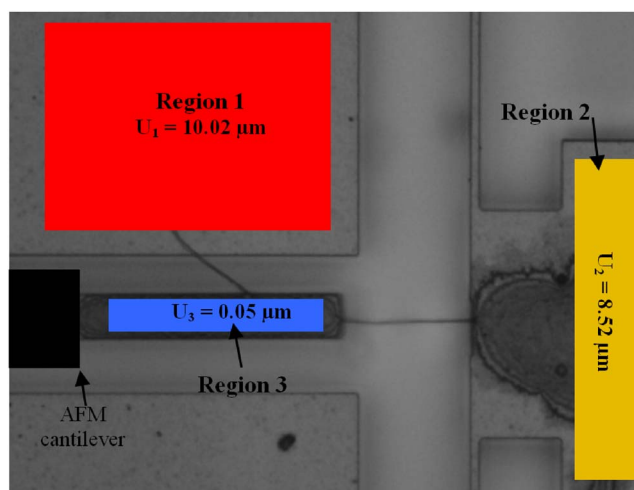 Region 1
U₁ = 10.02 µm
Region 2
U₂ = 8.52 µm
U₃ = 0.05 µm
Region 3
AFM
cantilever